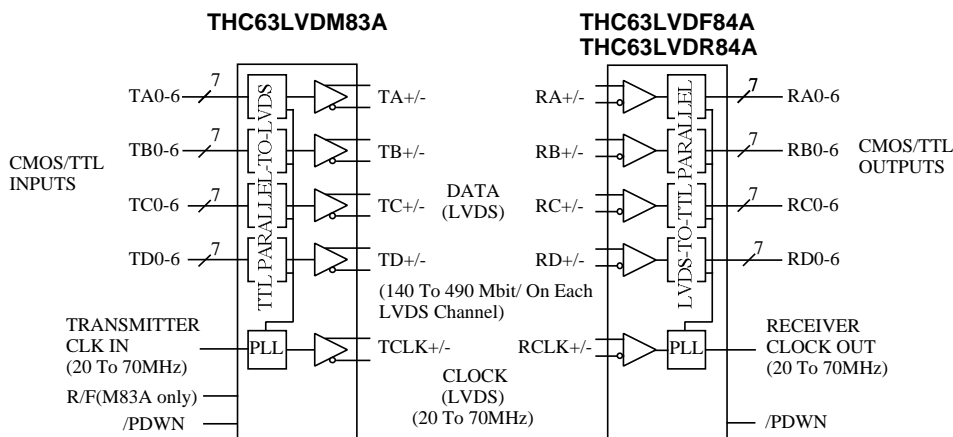 THC63LVDM83A
THC63LVDF84A
THC63LVDR84A
CMOS/TTL
INPUTS
TA0-6
7
TB0-6
7
TC0-6
7
TD0-6
7
TTL PARALLEL-TO-LVDS
TA+/-
TB+/-
TC+/-
TD+/-
TRANSMITTER
CLK IN
(20 To 70MHz)
PLL
TCLK+/-
R/F(M83A only)
/PDWN
DATA
(LVDS)
(140 To 490 Mbit/ On Each
LVDS Channel)
CLOCK
(LVDS)
(20 To 70MHz)
RA+/-
RB+/-
RC+/-
RD+/-
RCLK+/-
LVDS-TO-TTL PARALLEL
PLL
7
RA0-6
7
RB0-6
7
RC0-6
7
RD0-6
CMOS/TTL
OUTPUTS
RECEIVER
CLOCK OUT
(20 To 70MHz)
/PDWN